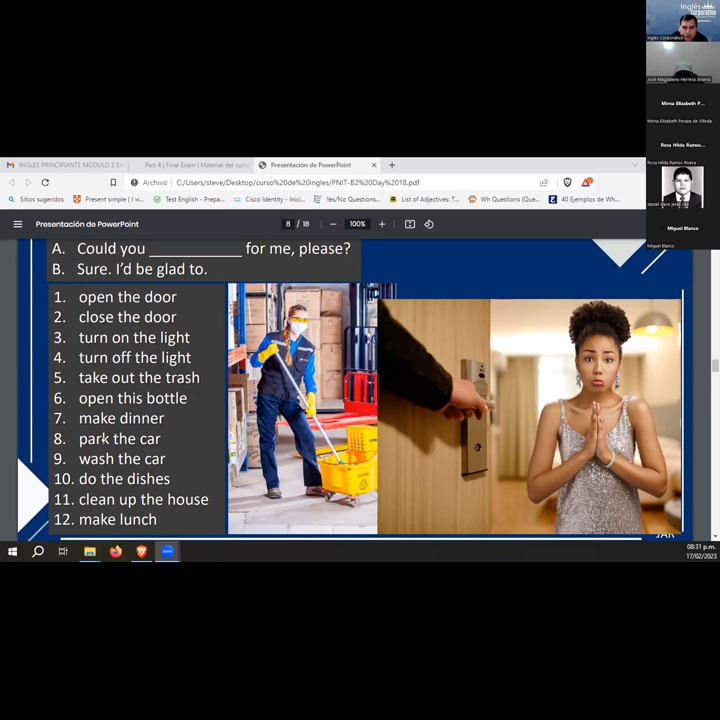 Inglés
Corporativo
Ingles Corporativo
José Magdaleno Herrera Alvarez
Mirna Elizabeth P...
Mirna Elizabeth Peraza de Villeda
Rosa Hilda Ramos...
Rosa Hilda Ramos Rivera
Miguel Blanco
Miguel Blanco
INGLES PRINCIPIANTE MODULO 2 E
Part 4 | Final Exam | Material del curs
Presentación de PowerPoint
Archivo
C:/Users/steve/Desktop/curso%20de%20ingles/PNIT-B2%20Day%2018.pdf
Sitios sugeridos
Present simple ( I w...
Test English - Prepa...
Cisco Identity - Inici...
Yes/No Questions...
List of Adjectives: T...
Wh Questions (Que...
40 Ejemplos de Wh...
Presentación de PowerPoint
8 / 18
100%
A. Could you ___________ for me, please?
B. Sure. I'd be glad to.
1. open the door
2. close the door
3. turn on the light
4. turn off the light
5. take out the trash
6. open this bottle
7. make dinner
8. park the car
9. wash the car
10. do the dishes
11. clean up the house
12. make lunch
JAR
08:31 p.m.
17/02/2023